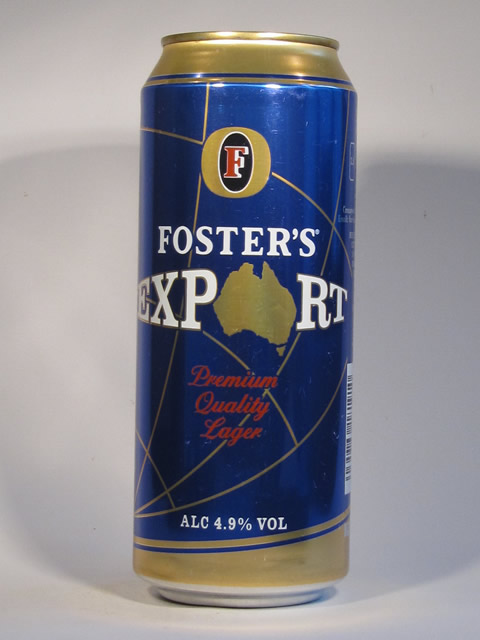 F
FOSTER'S®
EXP RT
Premium
Quality
Lager
ALC 4.9% VOL